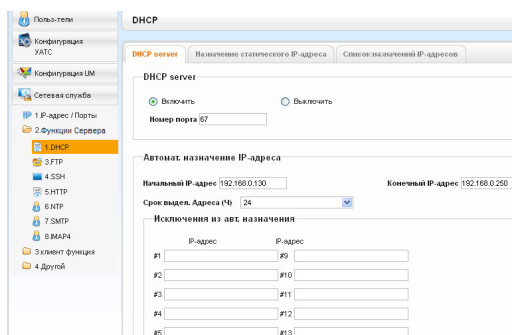 Польз-тели
Конфигурация
УАТС
Конфигурация UM
Сетевая служба
1.IP-адрес / Порты
2.Функции Сервера
1.DHCP
3.FTP
4.SSH
5.HTTP
6.NTP
7.SMTP
8.IMAP4
3.клиент функция
4.Другой
DHCP
DHCP server
Назначение статического IP-адреса
Список назначений IP-адресов
DHCP server
Включить
Выключить
Номер порта 67
Автомат. назначение IP-адреса
Начальный IP-адрес 192.168.0.130
Конечный IP-адрес 192.168.0.250
Срок выдел. Адреса (Ч) 24
Исключения из авт. назначения
IP-адрес IP-адрес
#1 #9
#2 #10
#3 #11
#4 #12
#5 #13